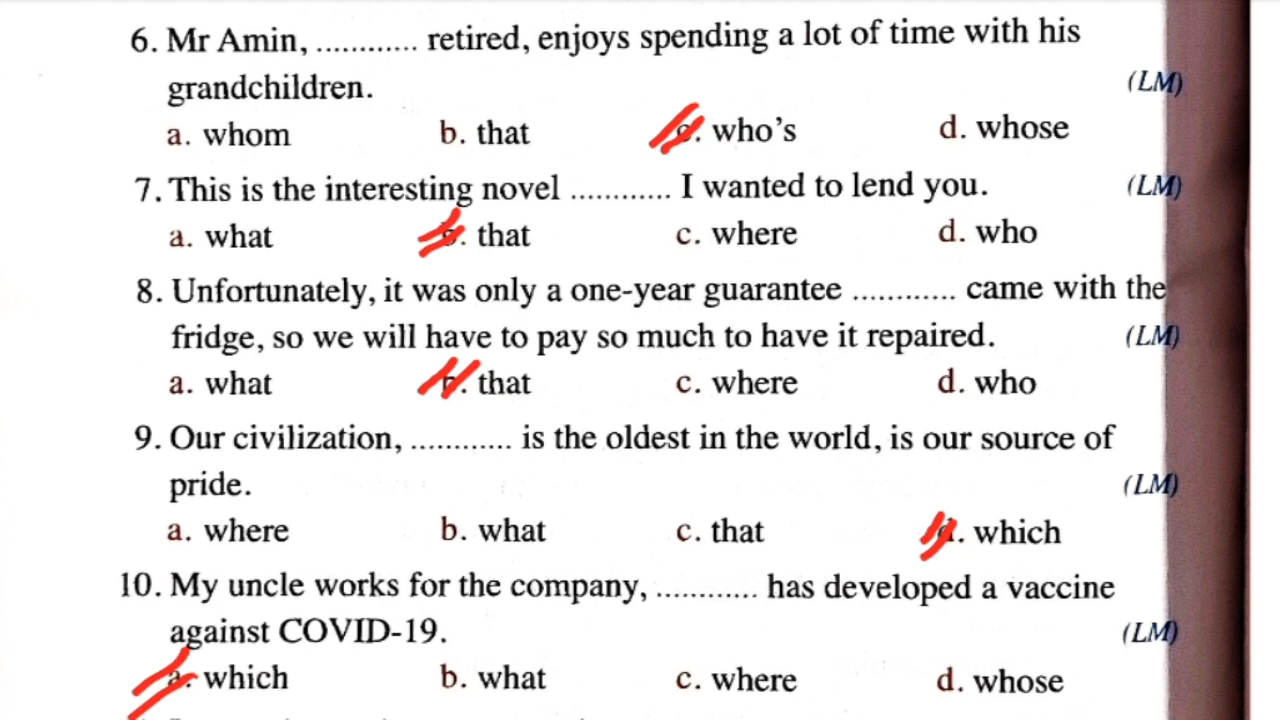 6. Mr Amin, ............ retired, enjoys spending a lot of time with his
grandchildren. (LM)
a. whom b. that c. who's d. whose
7. This is the interesting novel ............ I wanted to lend you. (LM)
a. what b. that c. where d. who
8. Unfortunately, it was only a one-year guarantee ............ came with the
fridge, so we will have to pay so much to have it repaired. (LM)
a. what b. that c. where d. who
9. Our civilization, ............ is the oldest in the world, is our source of
pride. (LM)
a. where b. what c. that d. which
10. My uncle works for the company, ............ has developed a vaccine
against COVID-19. (LM)
a. which b. what c. where d. whose